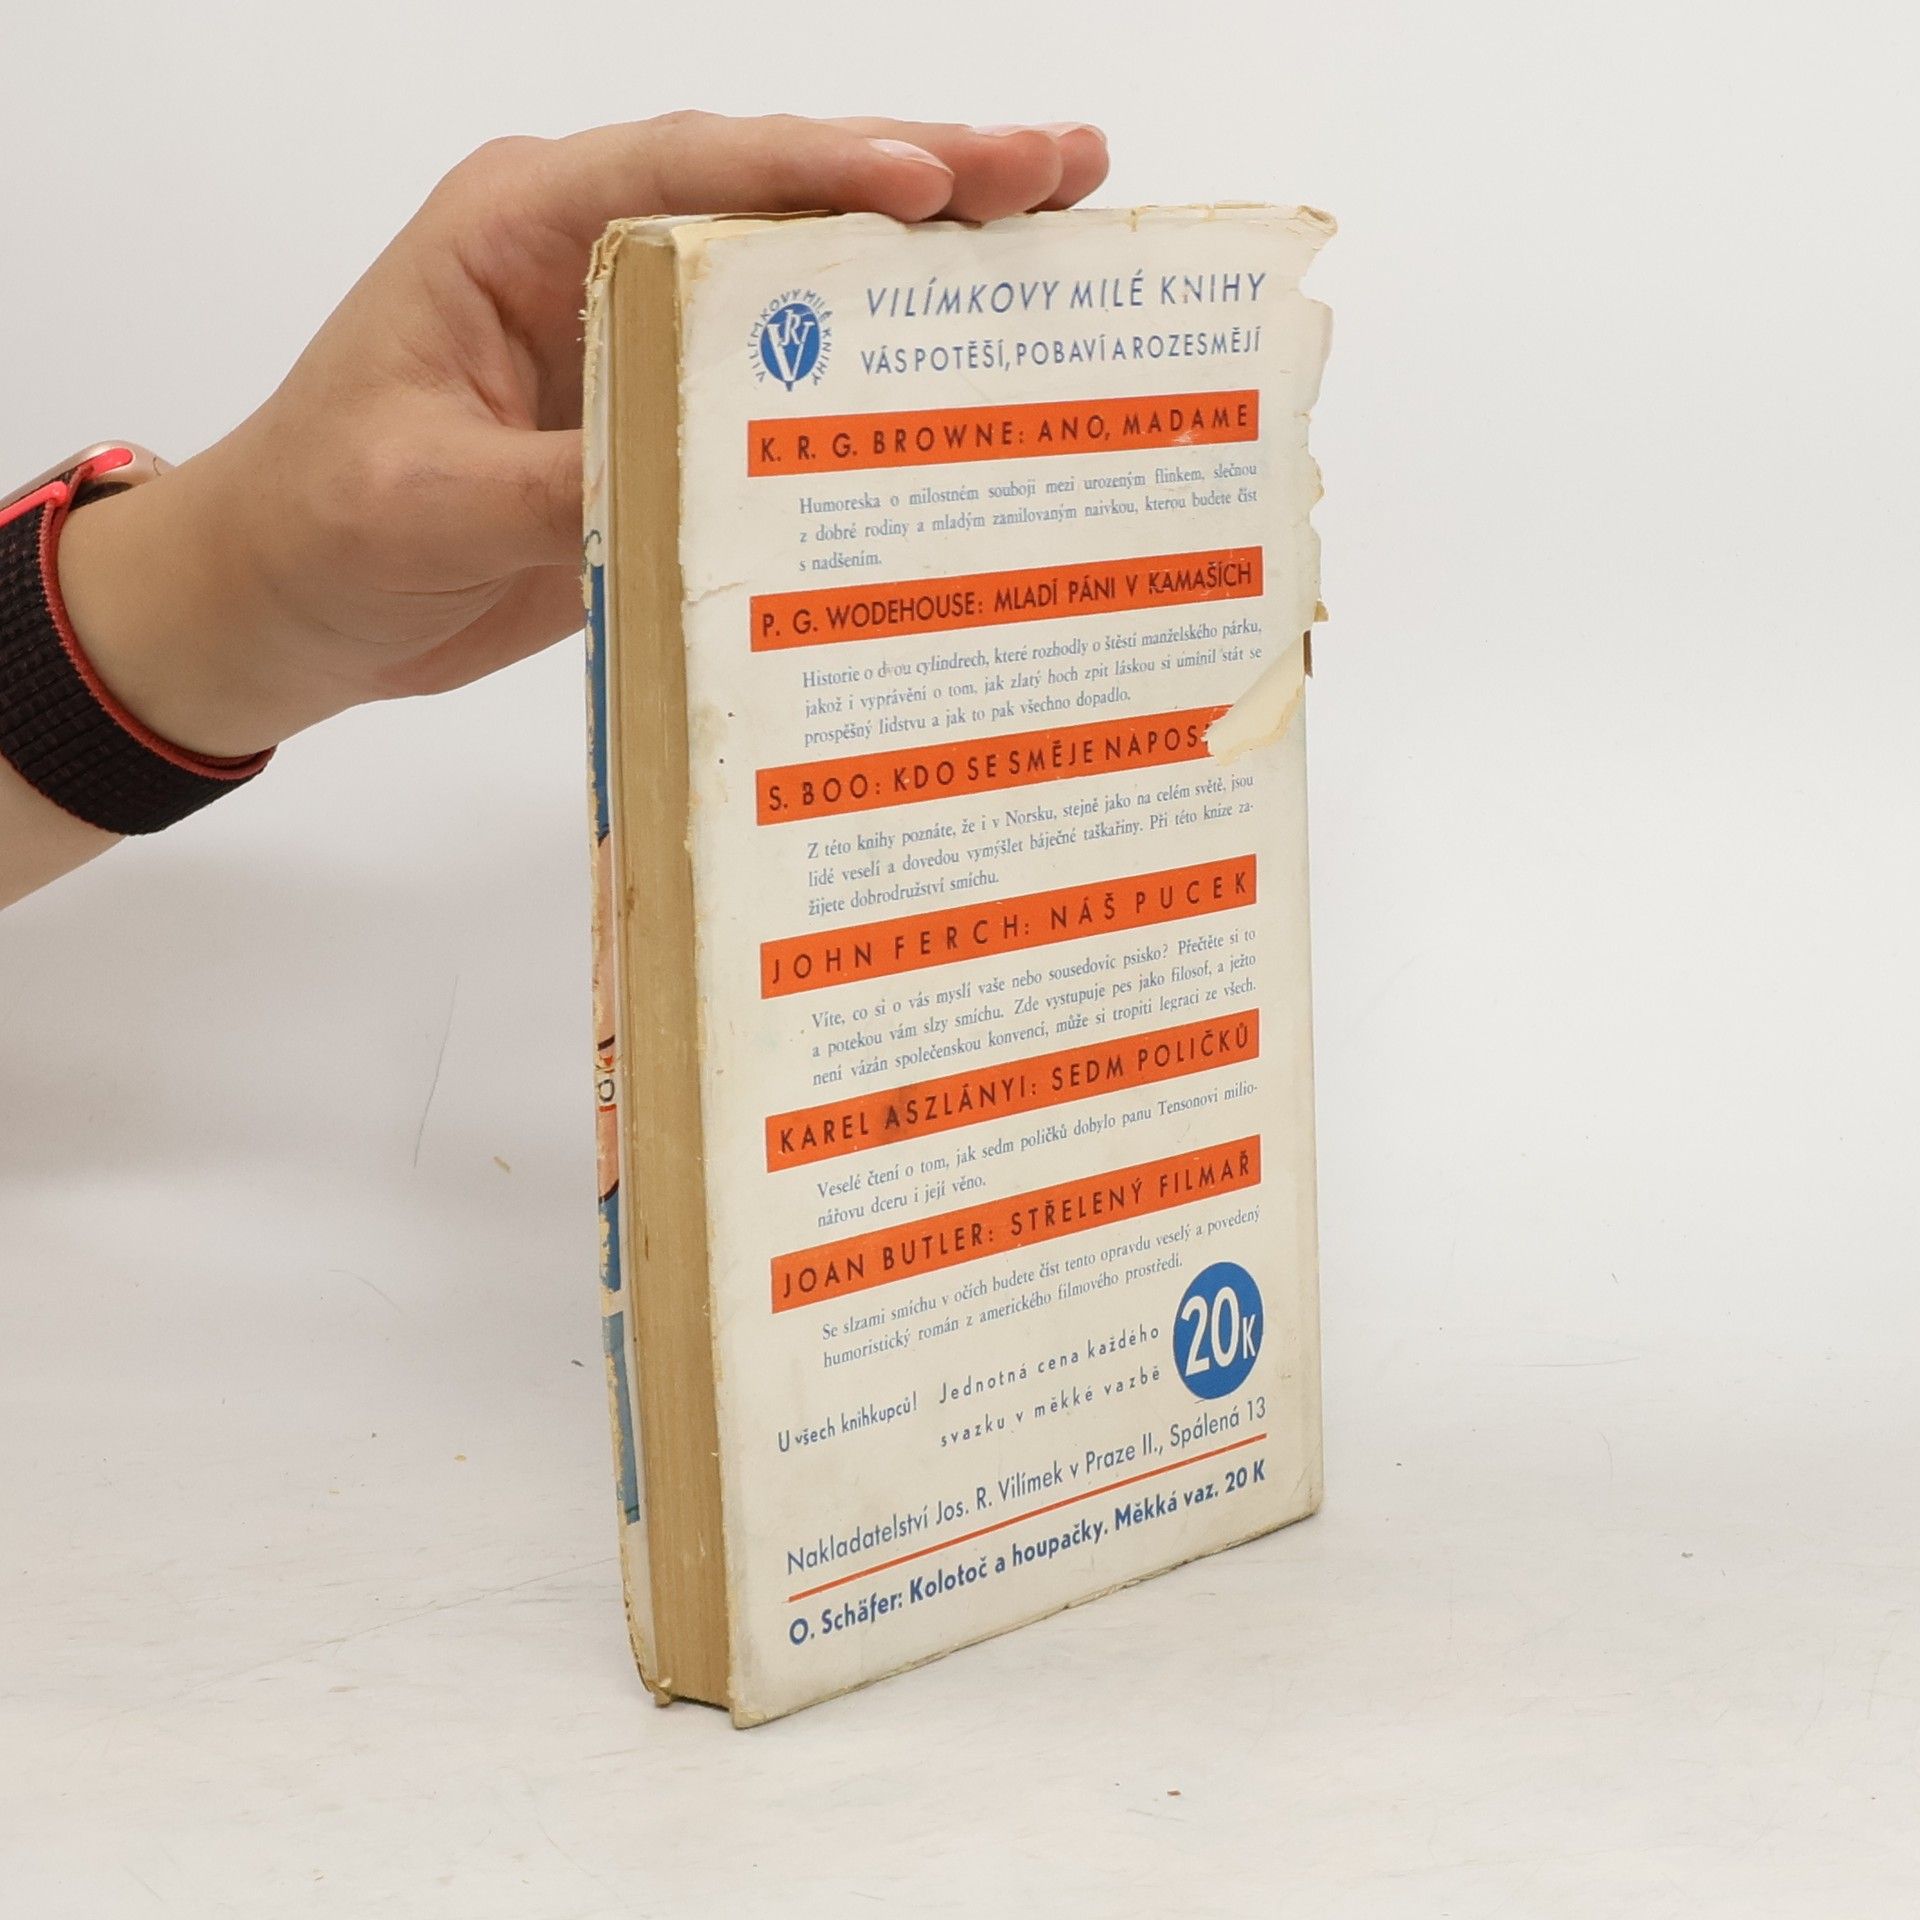 VILÍMKOVY MILÉ KNIHY
VRJ
VILÍMKOVY MILÉ KNIHY
VÁS POTĚŠÍ, POBAVÍ A ROZESMĚJÍ
K. R. G. BROWNE: ANO, MADAME
Humoreska o milostném souboji mezi urozeným flinkem, slečnou
z dobré rodiny a mladým zamilovaným naivkou, kterou budete číst
s nadšením.
P. G. WODEHOUSE: MLADÍ PÁNI V KAMAŠÍCH
Historie o dvou cylindrech, které rozhodly o štěstí manželského párku,
jakož i vyprávění o tom, jak zlatý hoch zpit láskou si umínil stát se
prospěšný lidstvu a jak to pak všechno dopadlo.
S. BOO: KDO SE SMĚJE NAPOS
Z této knihy poznáte, že i v Norsku, stejně jako na celém světě, jsou
lidé veselí a dovedou vymýšlet báječné taškařiny. Při této knize za-
žijete dobrodružství smíchu.
JOHN FERCH: NÁŠ PUCEK
Víte, co si o vás myslí vaše nebo sousedovic psisko? Přečtěte si to
a potekou vám slzy smíchu. Zde vystupuje pes jako filosof, a ježto
není vázán společenskou konvencí, může si tropiti legraci ze všech.
KAREL ASZLÁNYI: SEDM POLIČKŮ
Veselé čtení o tom, jak sedm poličků dobylo panu Tensonovi milio-
nářovu dceru i její věno.
JOAN BUTLER: STŘELENÝ FILMAŘ
Se slzami smíchu v očích budete číst tento opravdu veselý a povedený
humoristický román z amerického filmového prostředí.
U všech knihkupců! Jednotná cena každého
svazku v měkké vazbě
20K
Nakladatelství Jos. R. Vilímek v Praze II., Spálená 13
O. Schäfer: Kolotoč a houpačky. Měkká vaz. 20 K